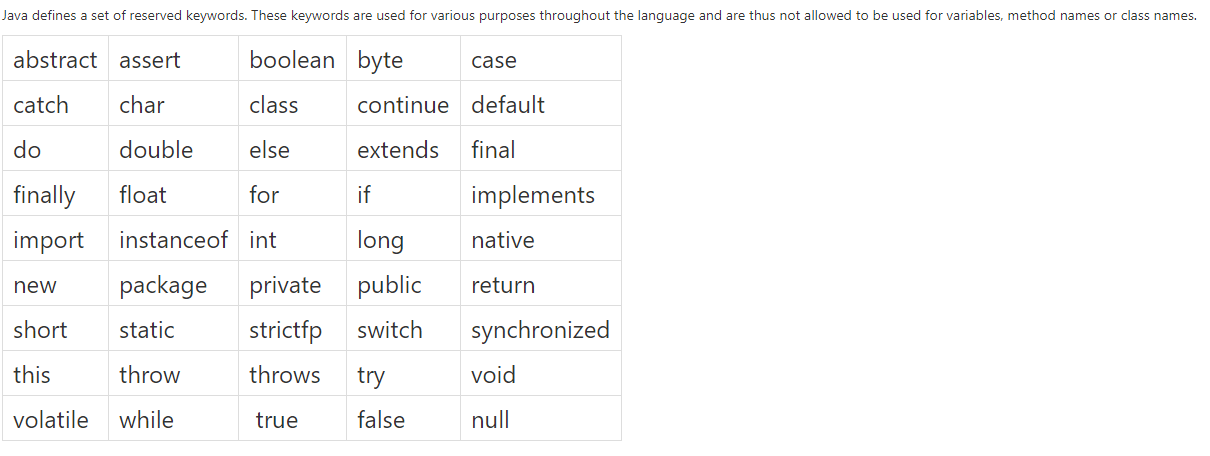 Java defines a set of reserved keywords. These keywords are used for various purposes throughout the language and are thus not allowed to be used for variables, method names or class names.
abstract assert boolean byte case
catch char class continue default
do double else extends final
finally float for if implements
import instanceof int long native
new package private public return
short static strictfp switch synchronized
this throw throws try void
volatile while true false null